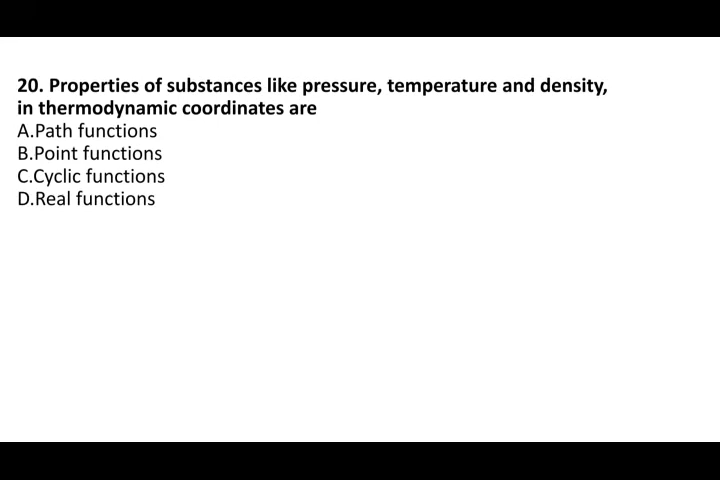 20. Properties of substances like pressure, temperature and density,
in thermodynamic coordinates are
A.Path functions
B.Point functions
C.Cyclic functions
D.Real functions